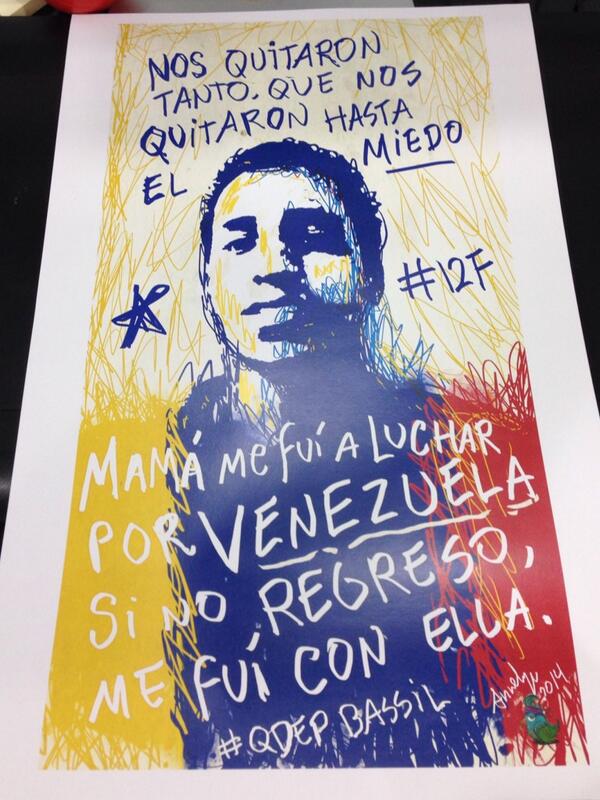 NOS QUITARON
TANTO. QUE NOS
QUITARON HASTA
EL MIEDO
#12F
MAMÁ me fuí A LUCHAR
POR VENEZUELA
Si NO REGRESO,
ME FUÍ CON ELLA.
#QDEP BASSIL
2014